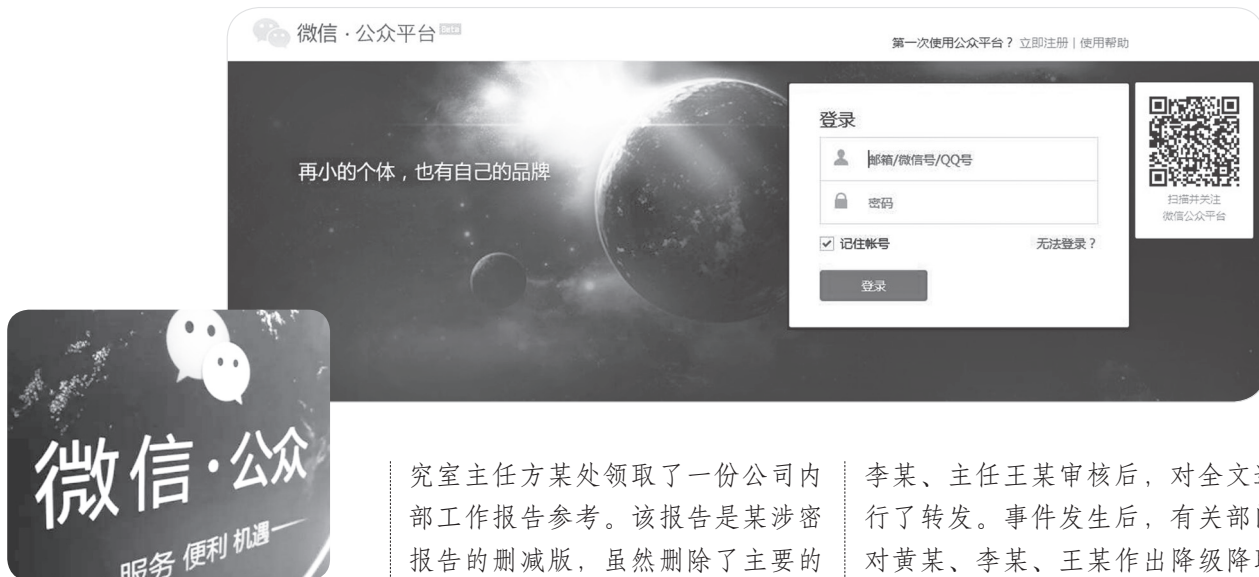 微信·公众平台 Beta
第一次使用公众平台？ 立即注册 | 使用帮助
再小的个体，也有自己的品牌
登录
邮箱/微信号/QQ号
密码
记住帐号 无法登录？
登录
扫描并关注
微信公众平台
微信·公众
服务 便利 机遇
究室主任方某处领取了一份公司内
部工作报告参考。该报告是某涉密
报告的删减版，虽然删除了主要的
李某、主任王某审核后，对全文
行了转发。事件发生后，有关部
对黄某、李某、王某作出降级降